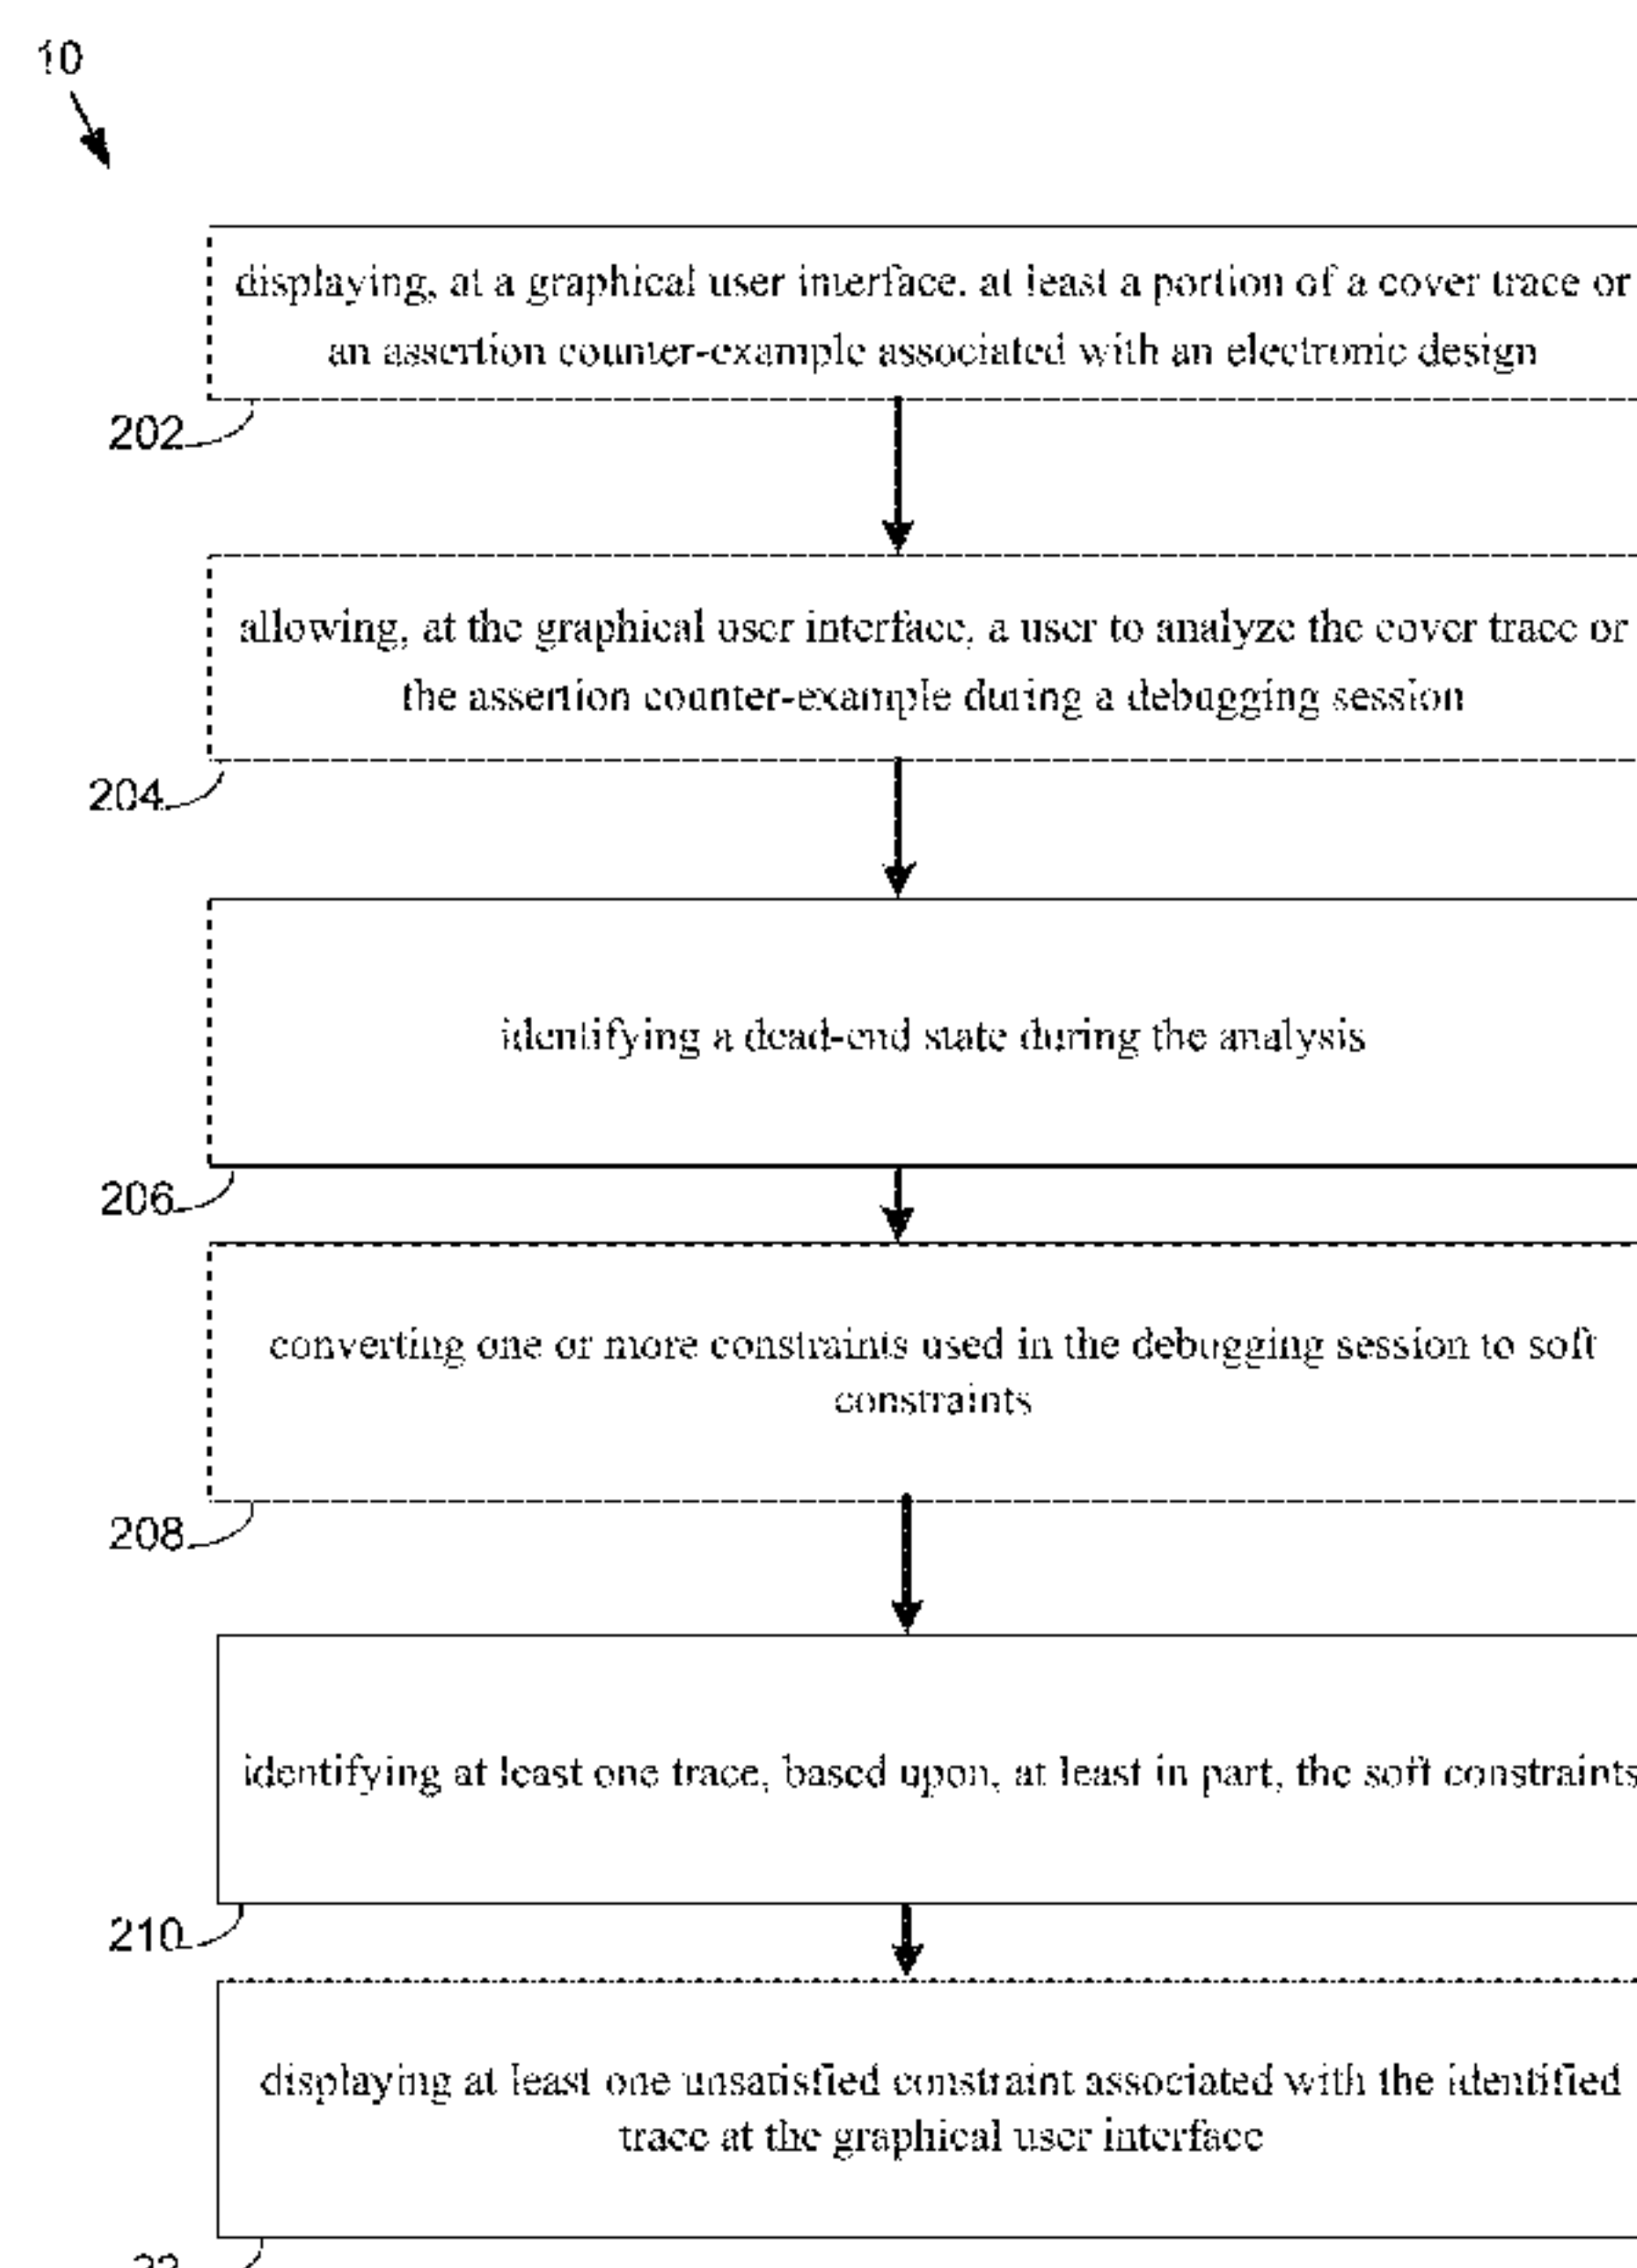 10
displaying, at a graphical user interface, at least a portion of a cover trace or
an assertion counter-example associated with an electronic design
202
allowing, at the graphical user interface, a user to analyze the cover trace or
the assertion counter-example during a debugging session
204
identifying a dead-end state during the analysis
206
converting one or more constraints used in the debugging session to soft
constraints
208
identifying at least one trace, based upon, at least in part, the soft constraints
210
displaying at least one unsatisfied constraint associated with the identified
trace at the graphical user interface